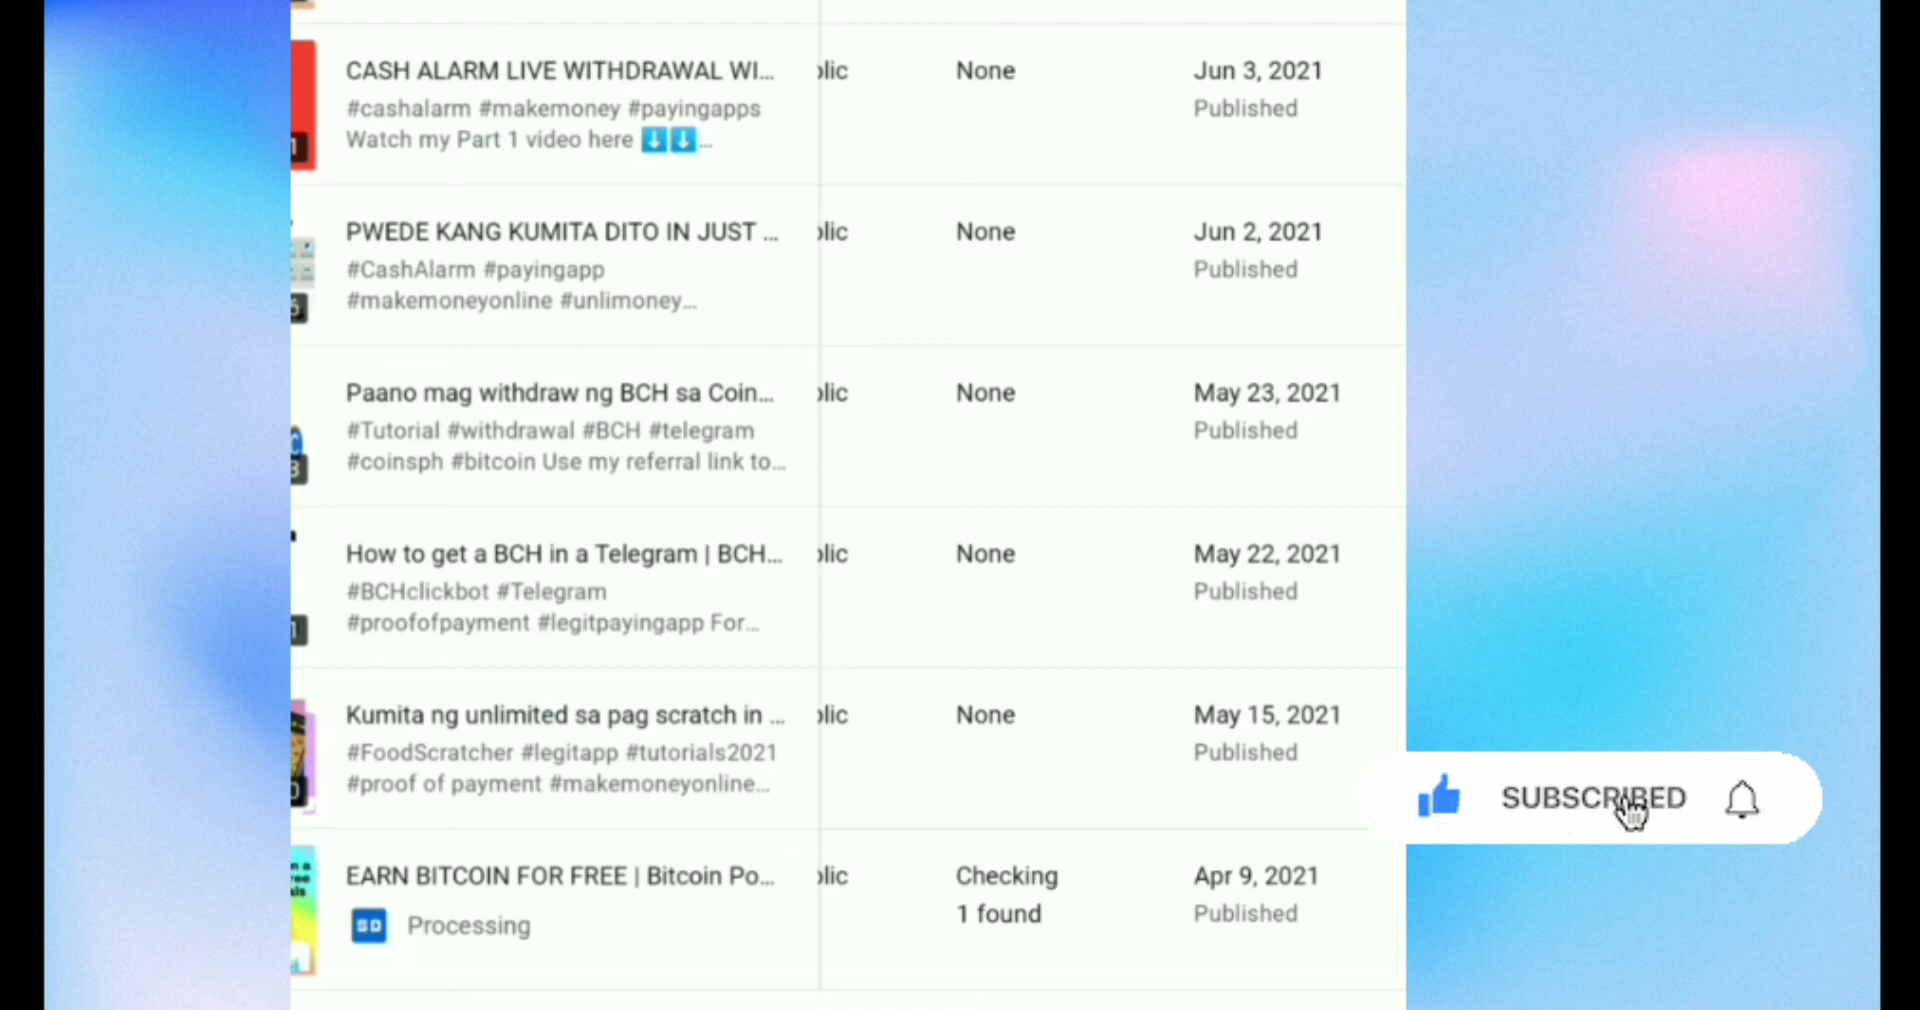 CASH ALARM LIVE WITHDRAWAL WI...
#cashalarm #makemoney #payingapps
Watch my Part 1 video here ⬇️⬇️...
blic
None
Jun 3, 2021
Published
PWEDE KANG KUMITA DITO IN JUST ...
#CashAlarm #payingapp
#makemoneyonline #unlimoney...
blic
None
Jun 2, 2021
Published
Paano mag withdraw ng BCH sa Coin...
#Tutorial #withdrawal #BCH #telegram
#coinsph #bitcoin Use my referral link to...
blic
None
May 23, 2021
Published
How to get a BCH in a Telegram | BCH...
#BCHclickbot #Telegram
#proofofpayment #legitpayingapp For...
blic
None
May 22, 2021
Published
Kumita ng unlimited sa pag scratch in ...
#FoodScratcher #legitapp #tutorials2021
#proof of payment #makemoneyonline...
blic
None
May 15, 2021
Published
SUBSCRIBED
EARN BITCOIN FOR FREE | Bitcoin Po...
SD Processing
blic
Checking
1 found
Apr 9, 2021
Published